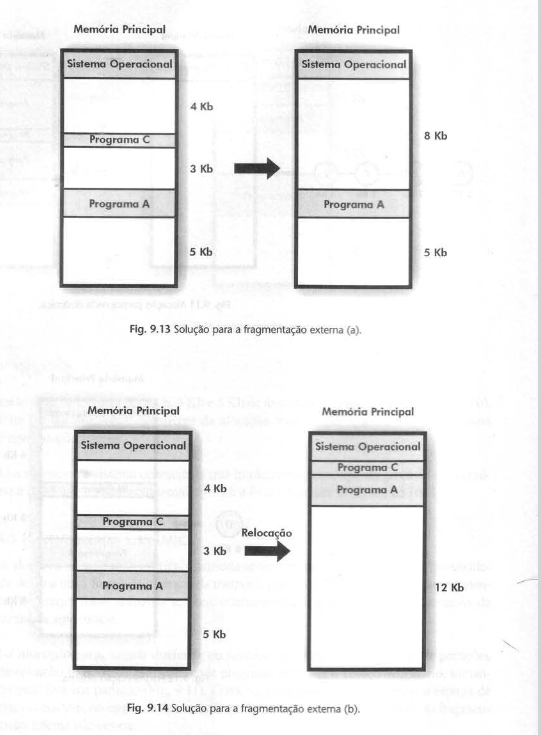 Memória Principal
Sistema Operacional
4 Kb
Programa C
3 Kb
Programa A
5 Kb
Memória Principal
Sistema Operacional
8 Kb
Programa A
5 Kb
Fig. 9.13 Solução para a fragmentação externa (a).
Memória Principal
Sistema Operacional
4 Kb
Programa C
3 Kb
Programa A
5 Kb
Relocação
Memória Principal
Sistema Operacional
Programa C
Programa A
12 Kb
Fig. 9.14 Solução para a fragmentação externa (b).